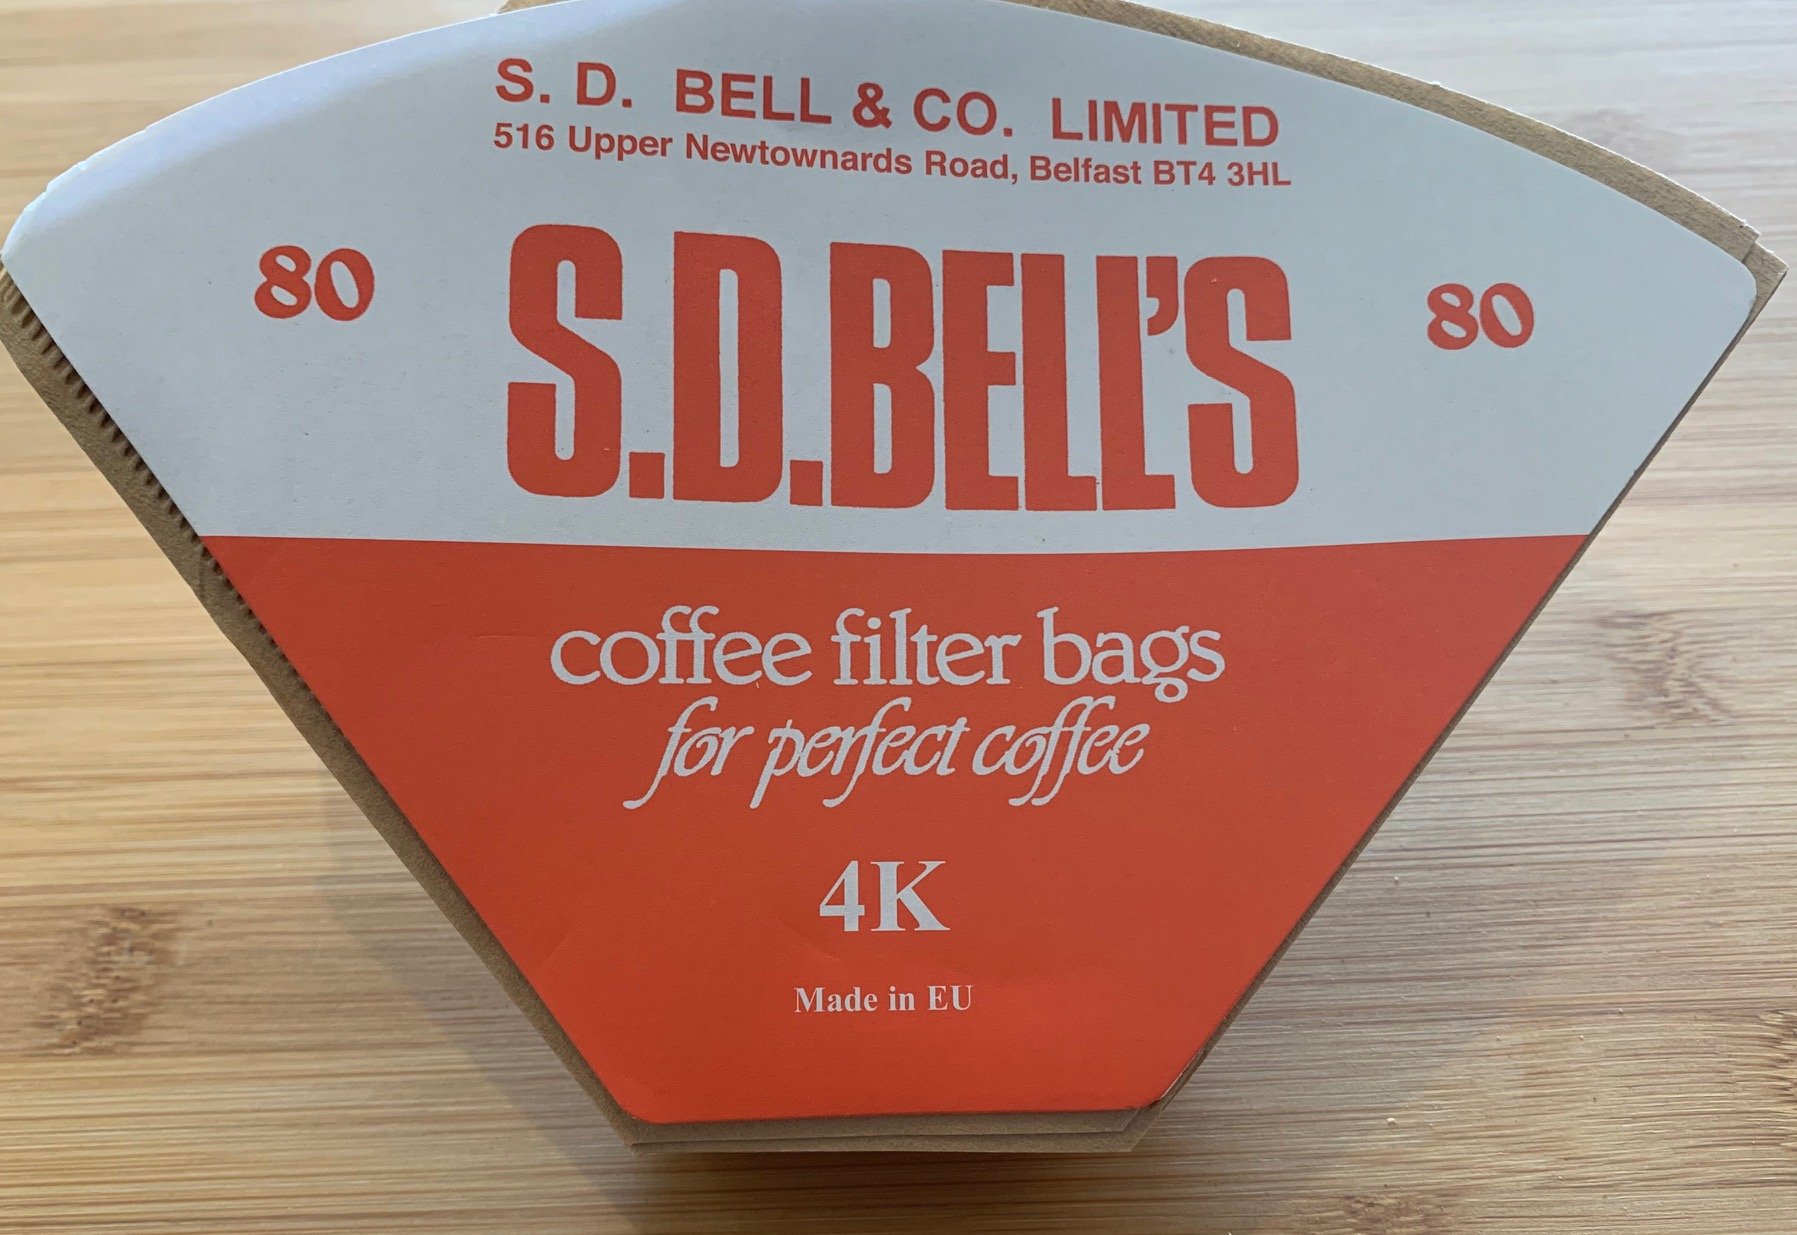 S. D. BELL & CO. LIMITED
516 Upper Newtownards Road, Belfast BT4 3HL
80
S.D.BELL'S
80
coffee filter bags
for perfect coffee
4K
Made in EU